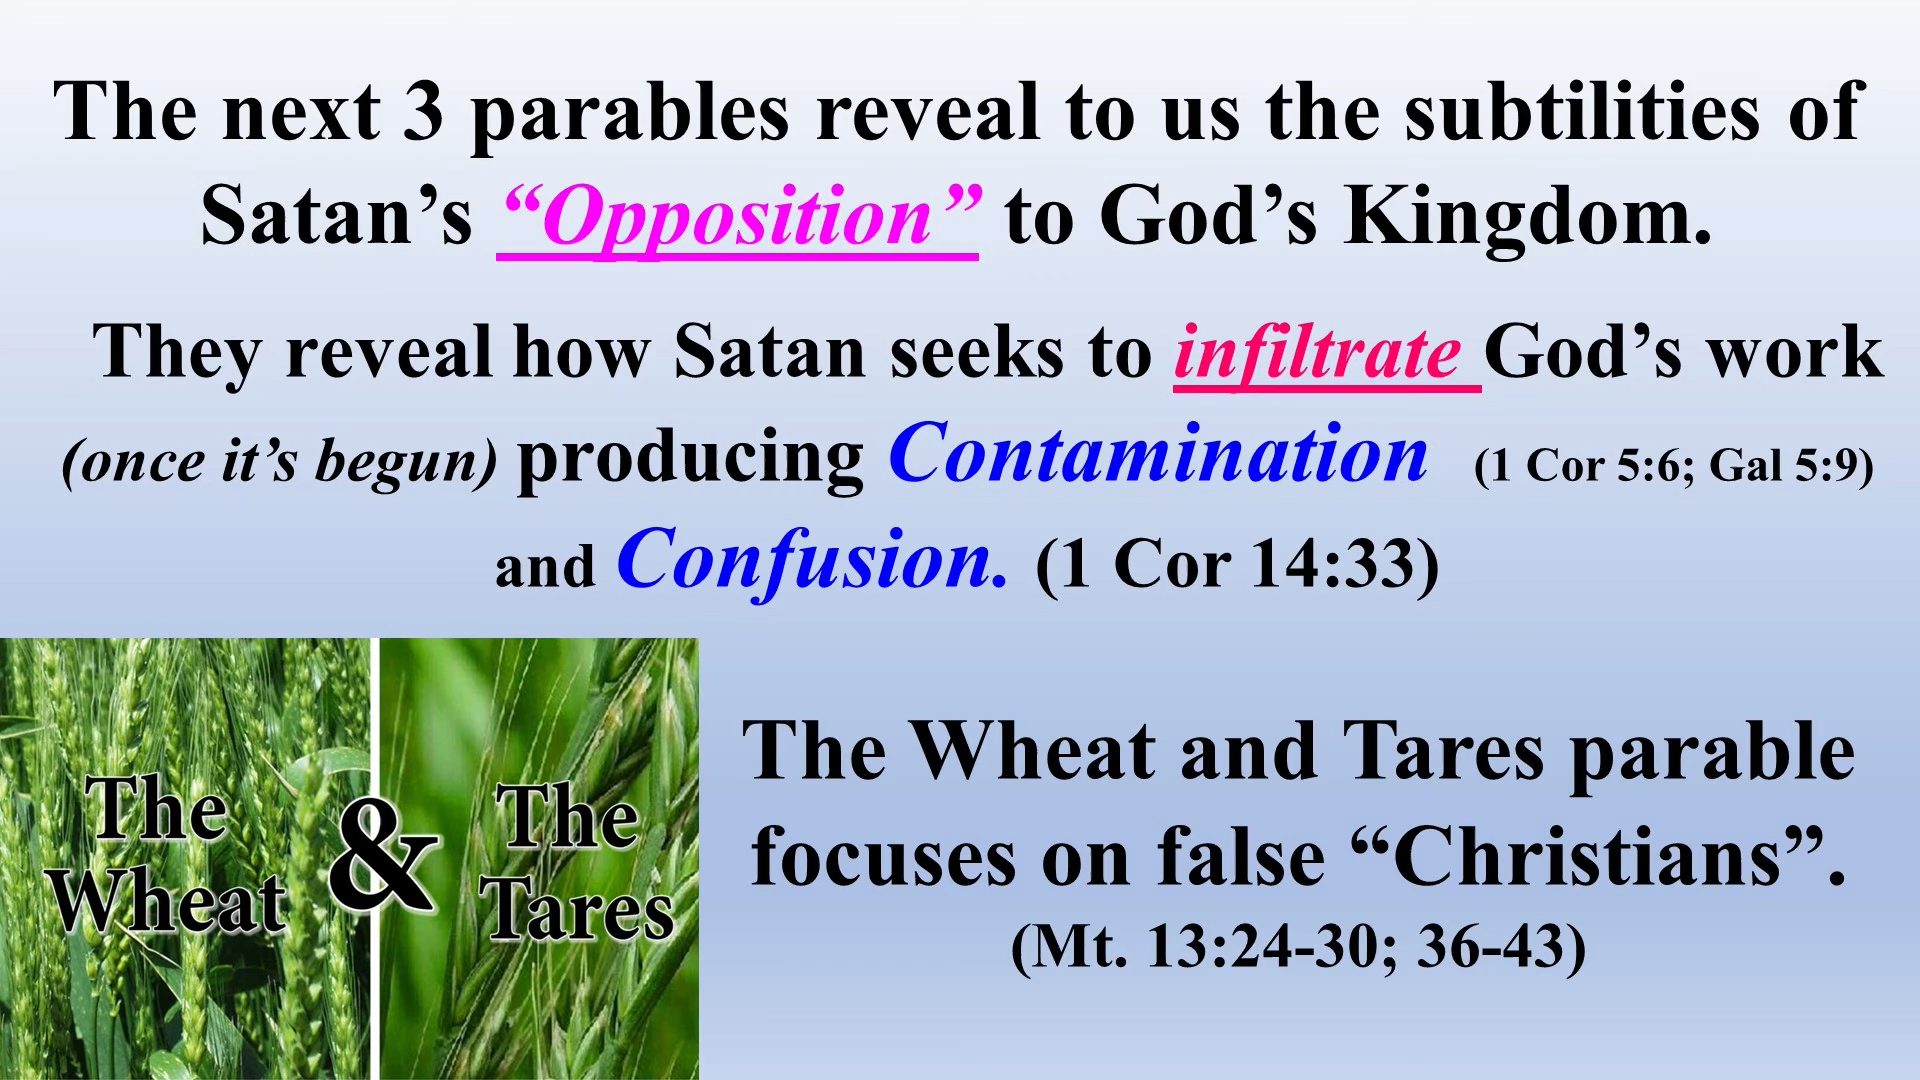 The next 3 parables reveal to us the subtilities of
Satan’s “Opposition” to God’s Kingdom.
They reveal how Satan seeks to infiltrate God’s work
(once it’s begun) producing Contamination (1 Cor 5:6; Gal 5:9)
and Confusion. (1 Cor 14:33)
The
Wheat
&
The
Tares
The Wheat and Tares parable
focuses on false “Christians”.
(Mt. 13:24-30; 36-43)